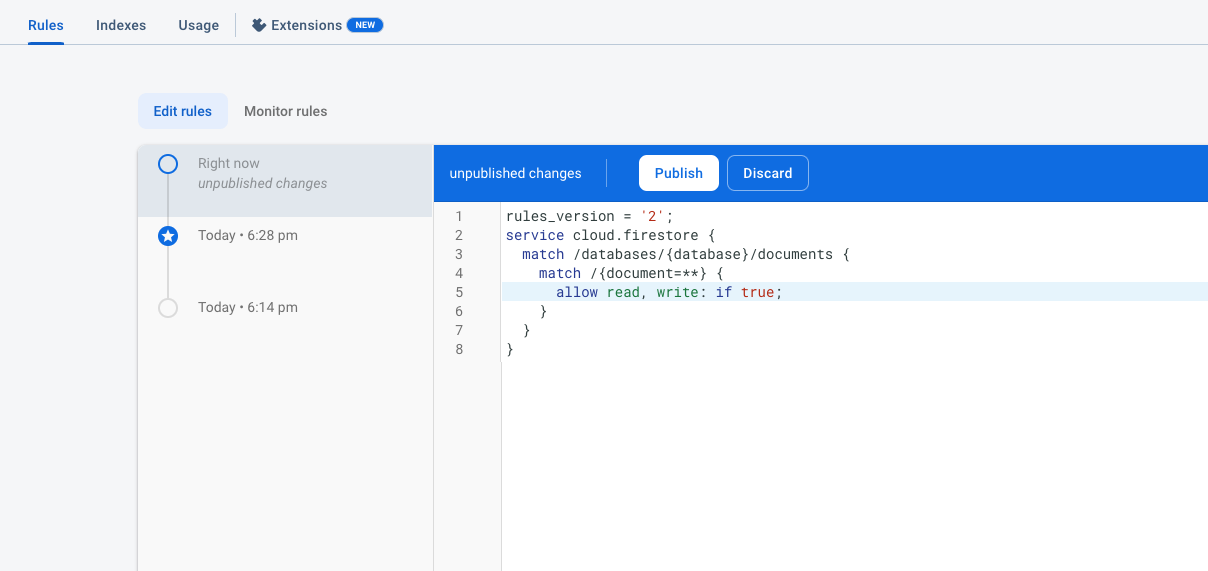 Rules Indexes Usage Extensions NEW
Edit rules Monitor rules
Right now
unpublished changes
Today • 6:28 pm
Today • 6:14 pm
unpublished changes Publish Discard
1 rules_version = '2';
2 service cloud.firestore {
3   match /databases/{database}/documents {
4     match /{document=**} {
5       allow read, write: if true;
6     }
7   }
8 }